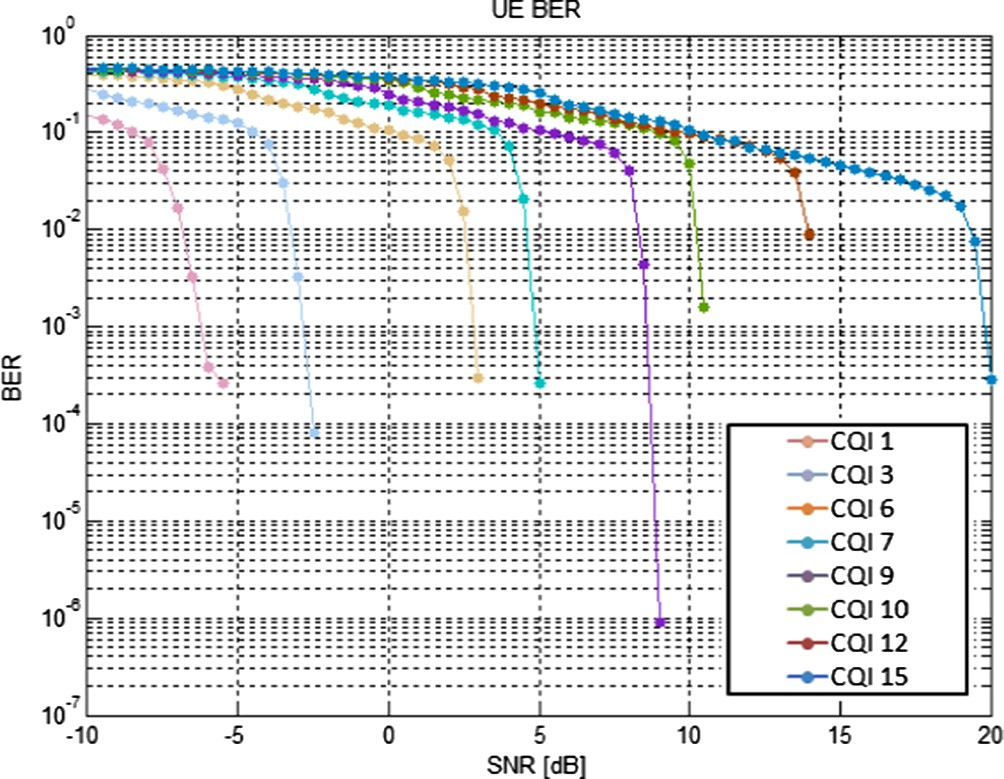 UE BER
10^0
10^-1
10^-2
10^-3
10^-4
10^-5
10^-6
10^-7
BER
-10 -5 0 5 10 15 20
SNR [dB]
CQI 1
CQI 3
CQI 6
CQI 7
CQI 9
CQI 10
CQI 12
CQI 15